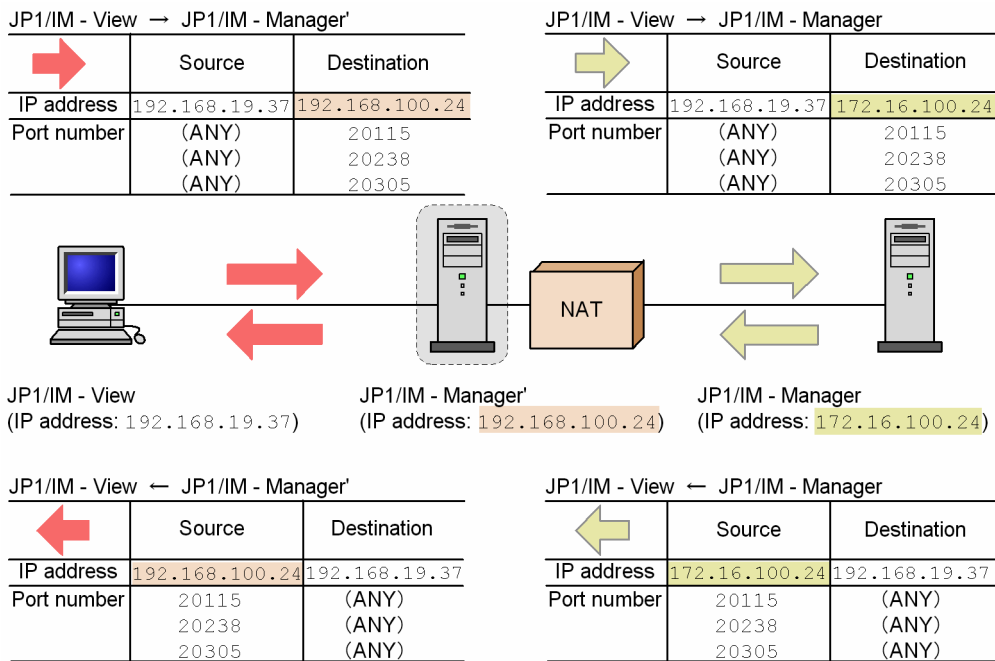 JP1/IM - View → JP1/IM - Manager'
Source Destination
IP address 192.168.19.37 192.168.100.24
Port number (ANY) 20115
(ANY) 20238
(ANY) 20305
JP1/IM - View → JP1/IM - Manager
Source Destination
IP address 192.168.19.37 172.16.100.24
Port number (ANY) 20115
(ANY) 20238
(ANY) 20305
NAT
JP1/IM - View
(IP address: 192.168.19.37)
JP1/IM - Manager'
(IP address: 192.168.100.24)
JP1/IM - Manager
(IP address: 172.16.100.24)
JP1/IM - View ← JP1/IM - Manager'
Source Destination
IP address 192.168.100.24 192.168.19.37
Port number 20115 (ANY)
20238 (ANY)
20305 (ANY)
JP1/IM - View ← JP1/IM - Manager
Source Destination
IP address 172.16.100.24 192.168.19.37
Port number 20115 (ANY)
20238 (ANY)
20305 (ANY)